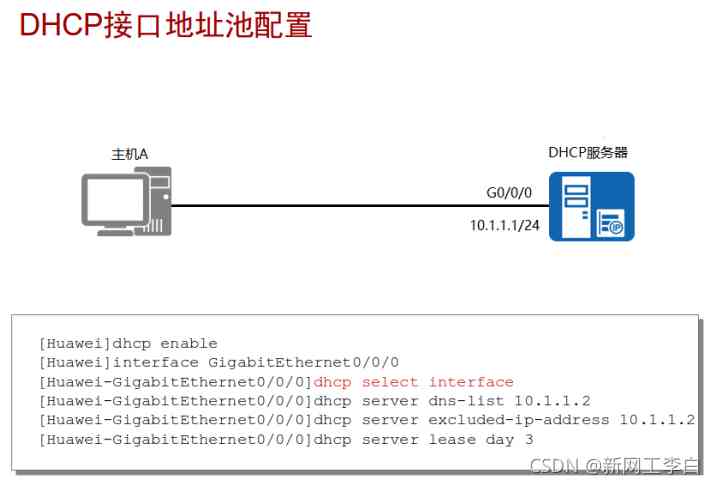 DHCP接口地址池配置
主机A
DHCP服务器
G0/0/0
10.1.1.1/24
IP
[Huawei]dhcp enable
[Huawei]interface GigabitEthernet0/0/0
[Huawei-GigabitEthernet0/0/0]dhcp select interface
[Huawei-GigabitEthernet0/0/0]dhcp server dns-list 10.1.1.2
[Huawei-GigabitEthernet0/0/0]dhcp server excluded-ip-address 10.1.1.2
[Huawei-GigabitEthernet0/0/0]dhcp server lease day 3
CSDN @新网工李白